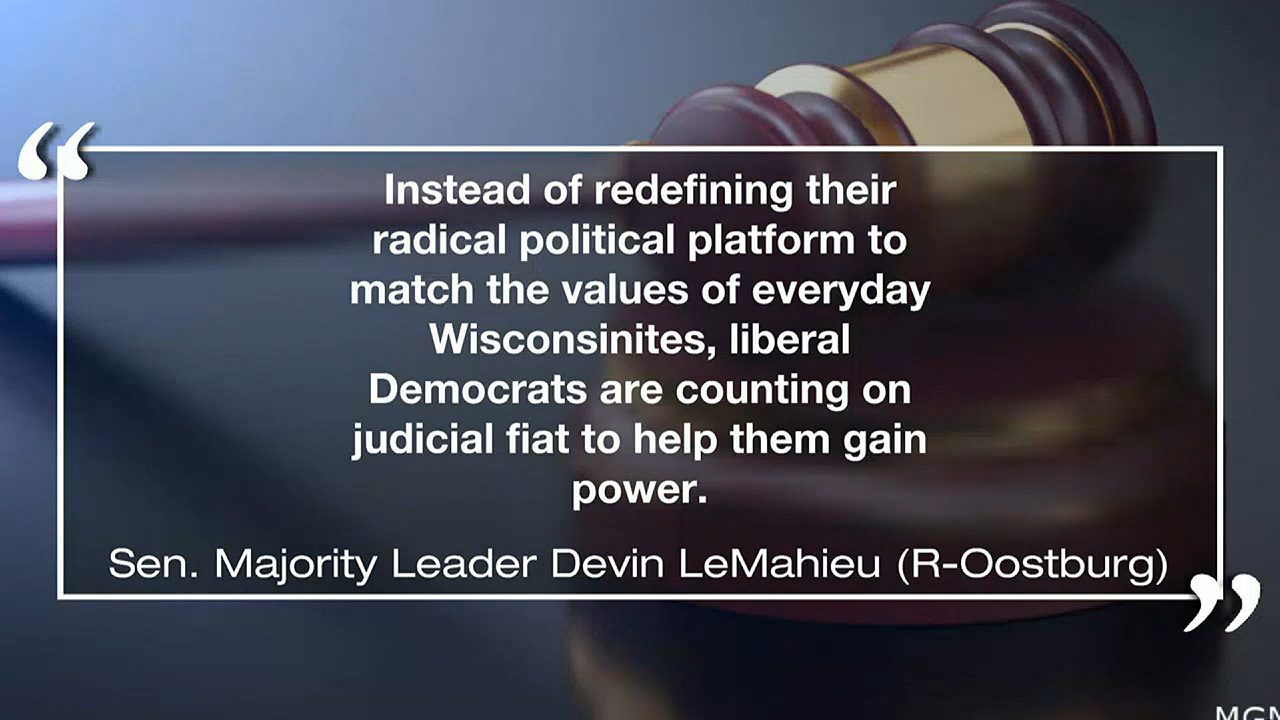 “
Instead of redefining their
radical political platform to
match the values of everyday
Wisconsinites, liberal
Democrats are counting on
judicial fiat to help them gain
power.
Sen. Majority Leader Devin LeMahieu (R-Oostburg)
”